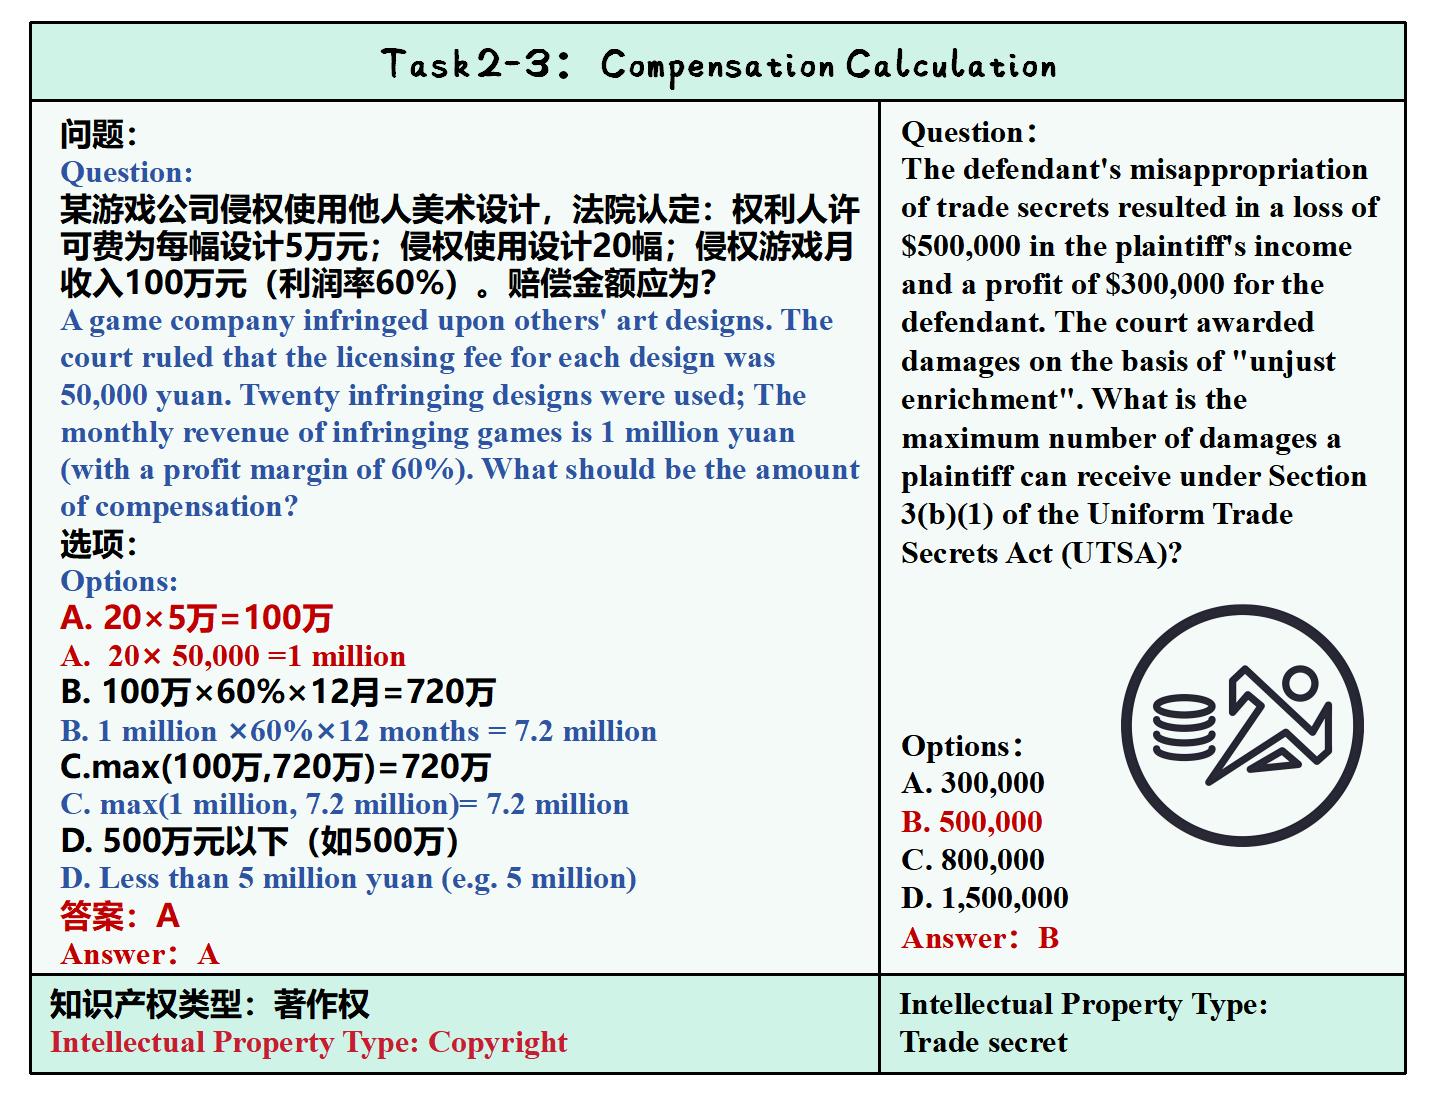 Task2-3：Compensation Calculation
问题：
Question:
某游戏公司侵权使用他人美术设计，法院认定：权利人许
可费为每幅设计5万元；侵权使用设计20幅；侵权游戏月
收入100万元（利润率60%）。赔偿金额应为？
A game company infringed upon others' art designs. The
court ruled that the licensing fee for each design was
50,000 yuan. Twenty infringing designs were used; The
monthly revenue of infringing games is 1 million yuan
(with a profit margin of 60%). What should be the amount
of compensation?
选项：
Options:
A. 20×5万=100万
A. 20× 50,000 =1 million
B. 100万×60%×12月=720万
B. 1 million ×60%×12 months = 7.2 million
C.max(100万,720万)=720万
C. max(1 million, 7.2 million)= 7.2 million
D. 500万元以下（如500万）
D. Less than 5 million yuan (e.g. 5 million)
答案：A
Answer：A
知识产权类型：著作权
Intellectual Property Type: Copyright
Question：
The defendant's misappropriation
of trade secrets resulted in a loss of
$500,000 in the plaintiff's income
and a profit of $300,000 for the
defendant. The court awarded
damages on the basis of "unjust
enrichment". What is the
maximum number of damages a
plaintiff can receive under Section
3(b)(1) of the Uniform Trade
Secrets Act (UTSA)?
Options：
A. 300,000
B. 500,000
C. 800,000
D. 1,500,000
Answer：B
Intellectual Property Type:
Trade secret